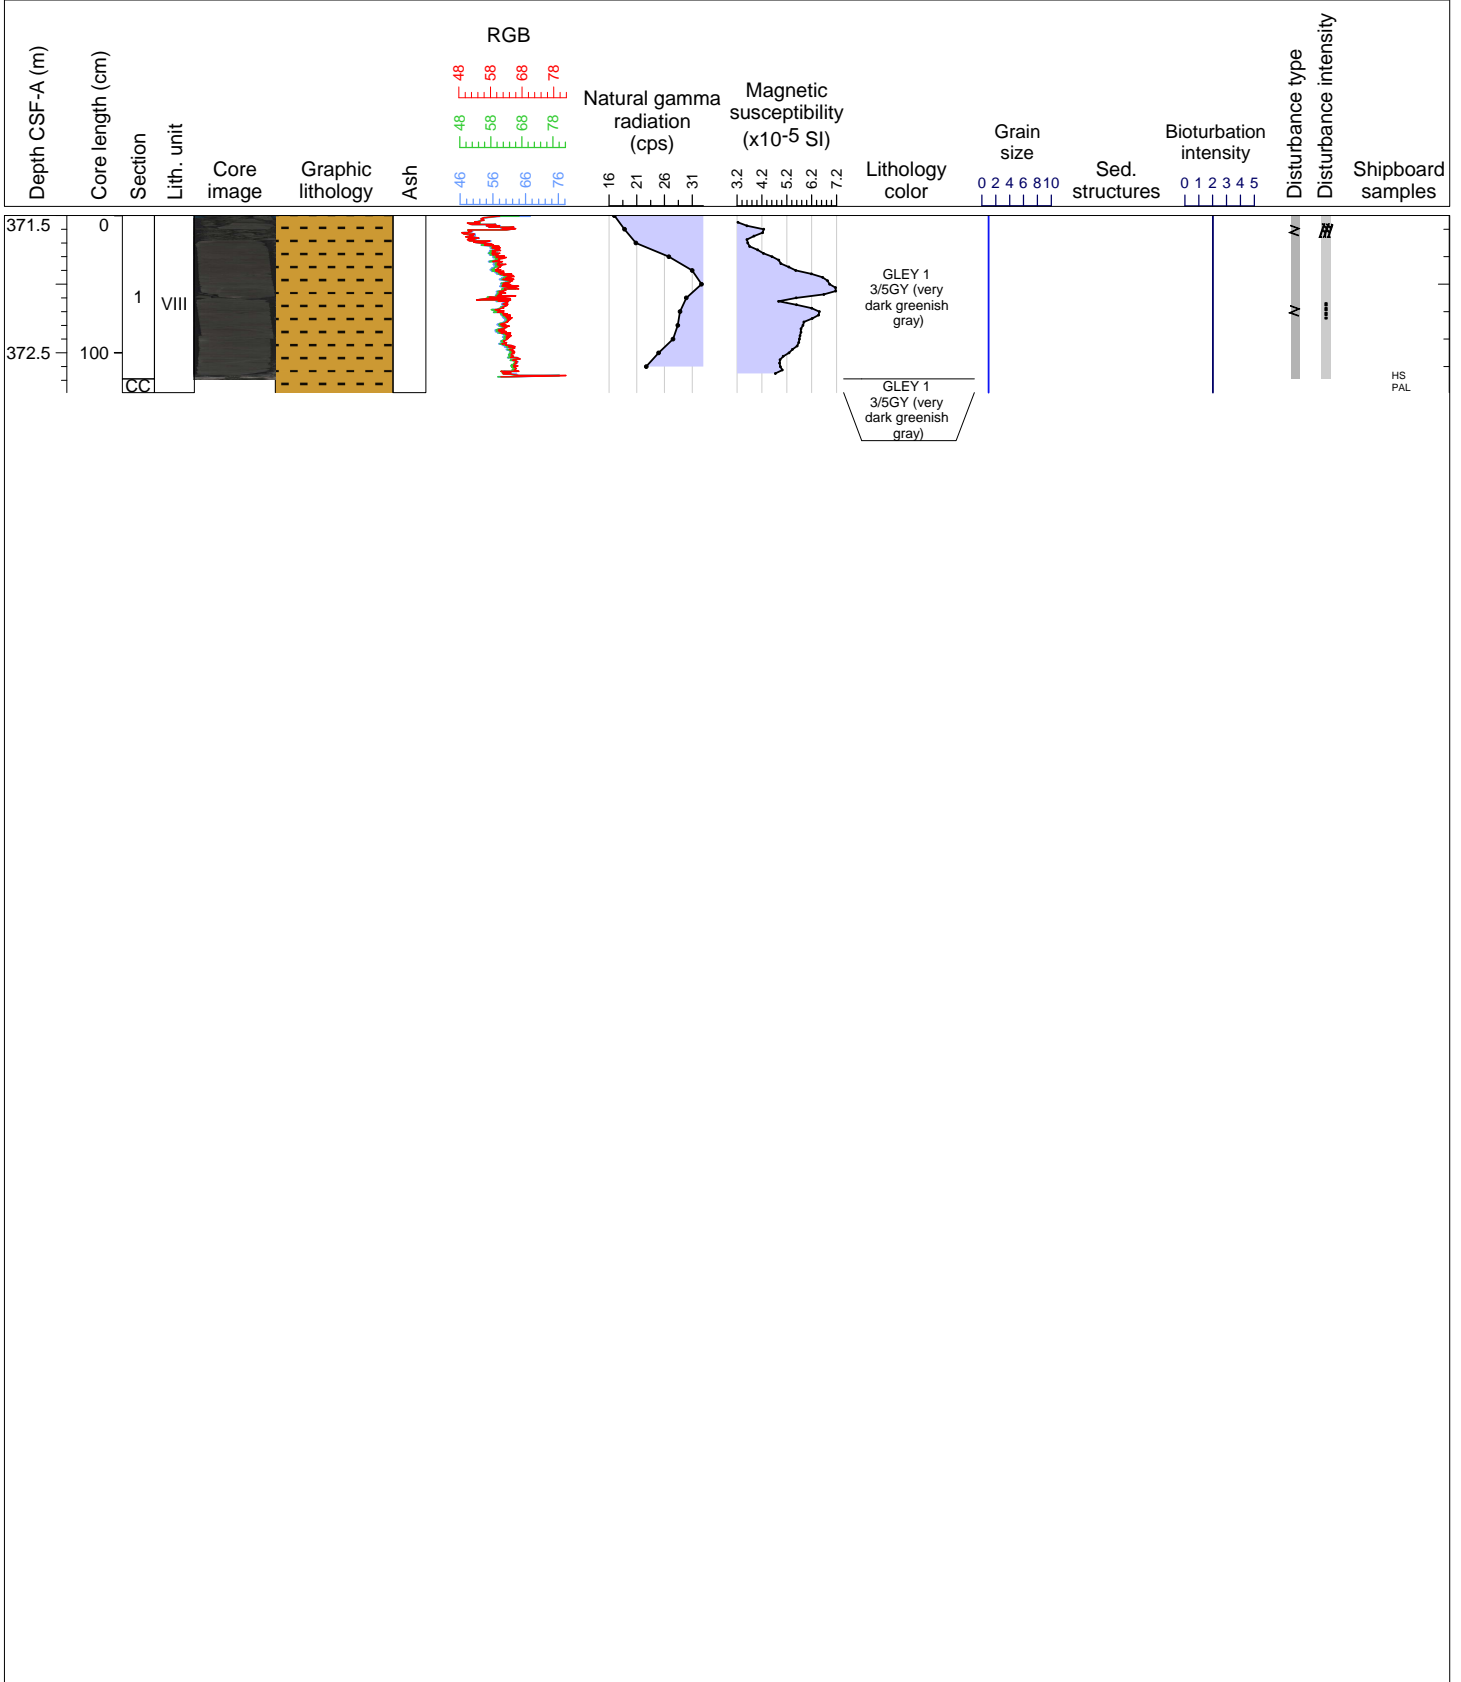 Depth CSF-A (m)
Core length (cm)
Section
Lith. unit
Core
image
Graphic
lithology
Ash
RGB
48 58 68 78
48 58 68 78
46 56 66 76
Natural gamma
radiation
(cps)
16 21 26 31
Magnetic
susceptibility
(x10-5 SI)
3.2 4.2 5.2 6.2 7.2
Lithology
color
Grain
size
0 2 4 6 8 10
Sed.
structures
Bioturbation
intensity
0 1 2 3 4 5
Disturbance type
Disturbance intensity
Shipboard
samples
371.5
0
1
VIII
GLEY 1
3/5GY (very
dark greenish
gray)
372.5
100
CC
GLEY 1
3/5GY (very
dark greenish
gray)
HS
PAL